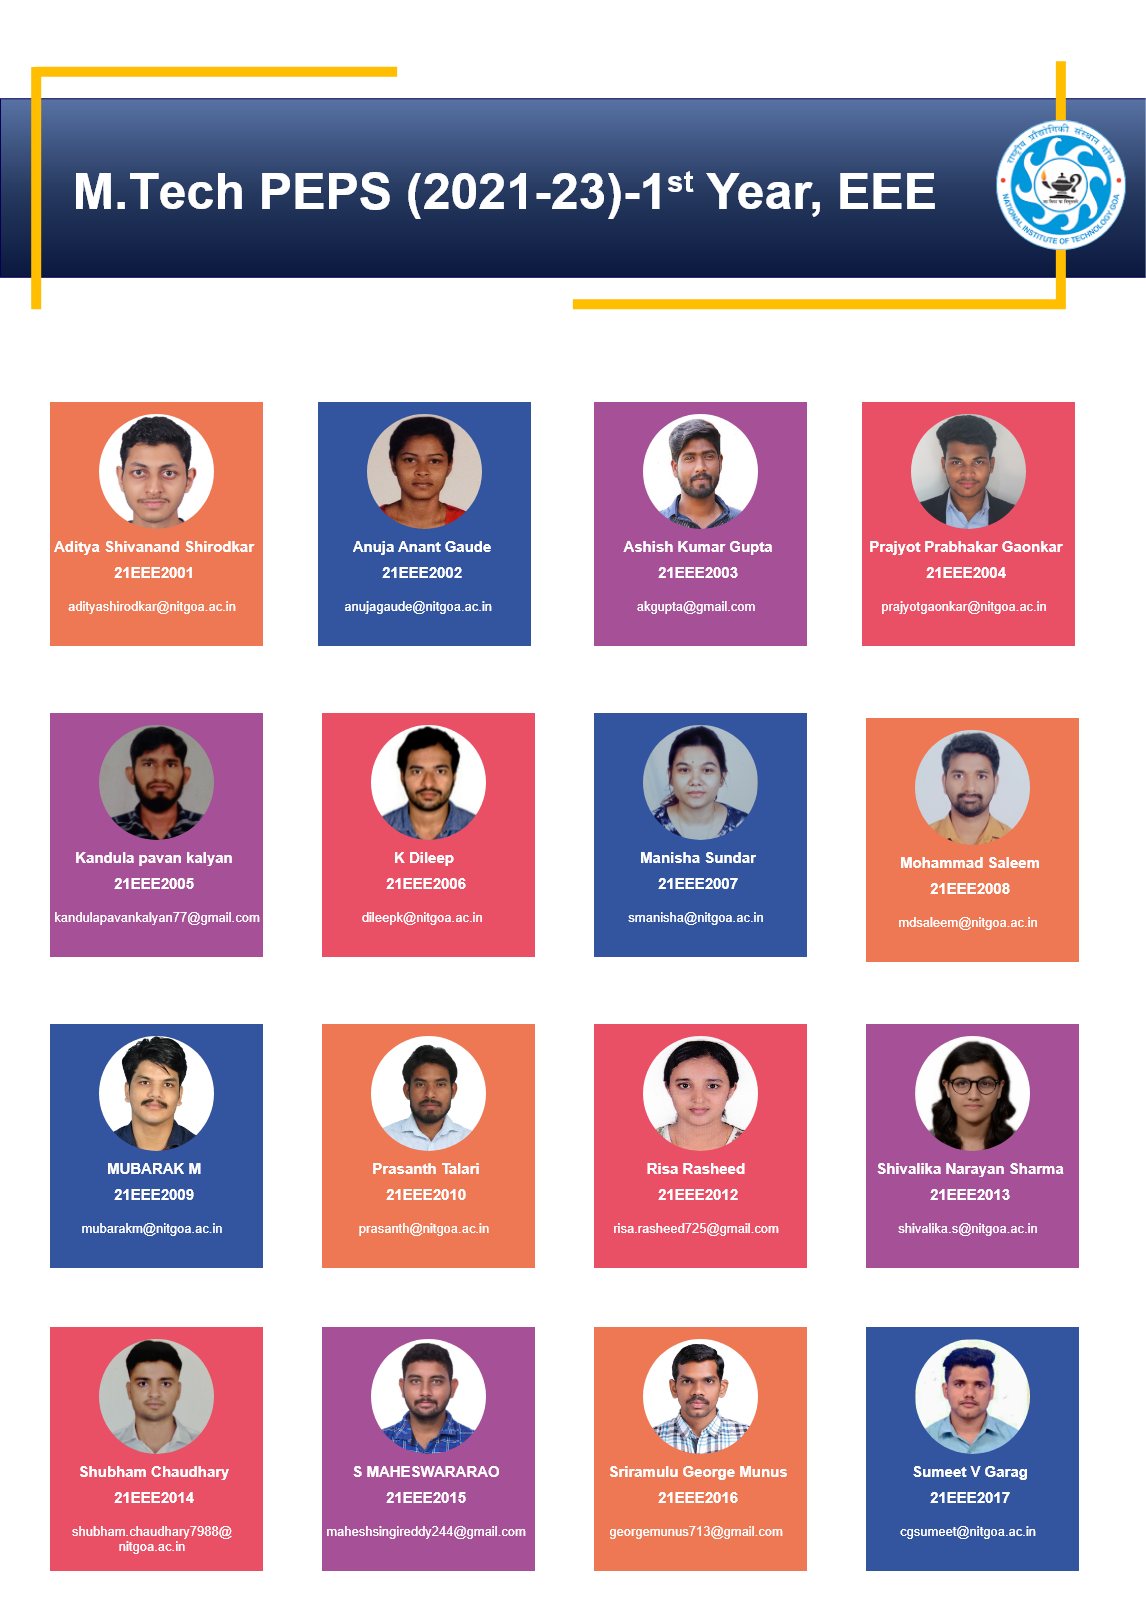 M.Tech PEPS (2021-23)-1st Year, EEE
राष्ट्रीय प्रौद्योगिकी संस्थान गोवा
NATIONAL INSTITUTE OF TECHNOLOGY GOA
Aditya Shivanand Shirodkar
21EEE2001
adityashirodkar@nitgoa.ac.in
Anuja Anant Gaude
21EEE2002
anujagaude@nitgoa.ac.in
Ashish Kumar Gupta
21EEE2003
akgupta@gmail.com
Prajyot Prabhakar Gaonkar
21EEE2004
prajyotgaonkar@nitgoa.ac.in
Kandula pavan kalyan
21EEE2005
kandulapavankalyan77@gmail.com
K Dileep
21EEE2006
dileepk@nitgoa.ac.in
Manisha Sundar
21EEE2007
smanisha@nitgoa.ac.in
Mohammad Saleem
21EEE2008
mdsaleem@nitgoa.ac.in
MUBARAK M
21EEE2009
mubarakm@nitgoa.ac.in
Prasanth Talari
21EEE2010
prasanth@nitgoa.ac.in
Risa Rasheed
21EEE2012
risa.rasheed725@gmail.com
Shivalika Narayan Sharma
21EEE2013
shivalika.s@nitgoa.ac.in
Shubham Chaudhary
21EEE2014
shubham.chaudhary7988@
nitgoa.ac.in
S MAHESWARARAO
21EEE2015
maheshsingireddy244@gmail.com
Sriramulu George Munus
21EEE2016
georgemunus713@gmail.com
Sumeet V Garag
21EEE2017
cgsumeet@nitgoa.ac.in